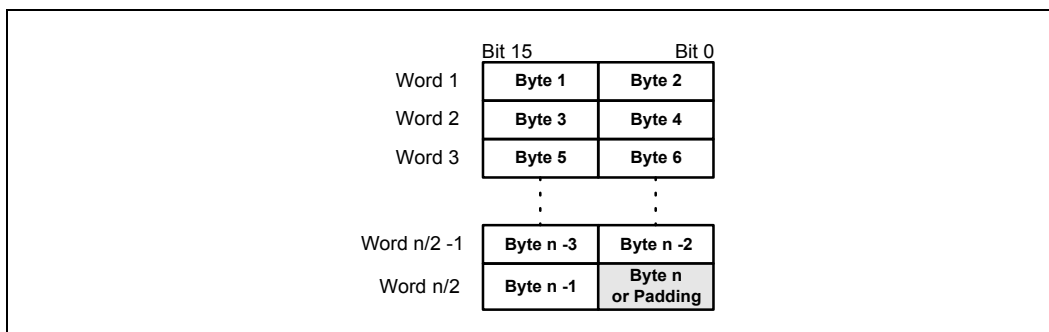 Bit 15 Bit 0
Word 1 Byte 1 Byte 2
Word 2 Byte 3 Byte 4
Word 3 Byte 5 Byte 6
Word n/2 -1 Byte n -3 Byte n -2
Word n/2 Byte n -1 Byte n
or Padding